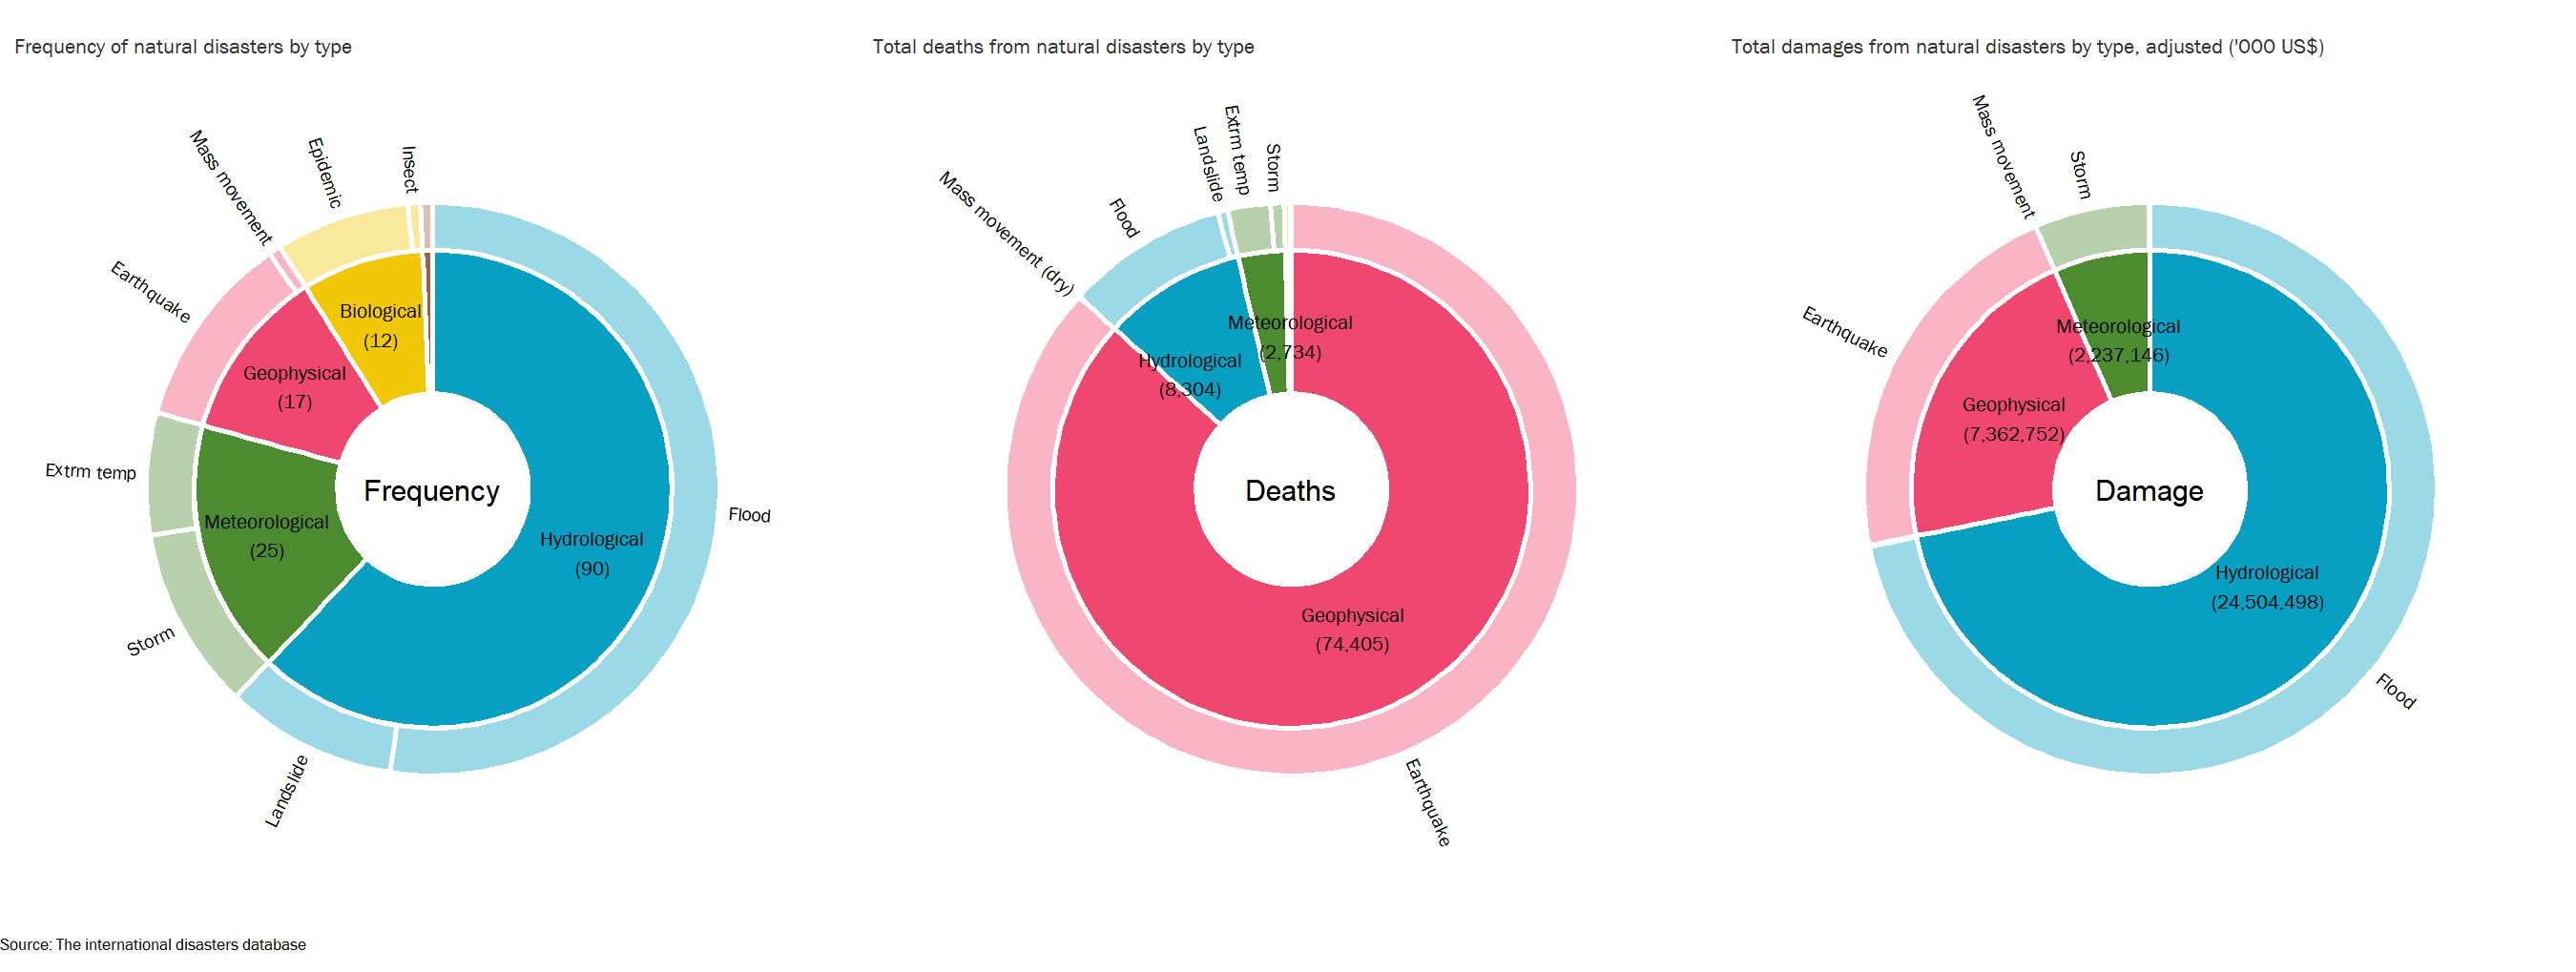 Frequency of natural disasters by type
Insect
Epidemic
Mass movement
Earthquake
Biological
(12)
Geophysical
(17)
Extrm temp
Meteorological
(25)
Frequency
Flood
Hydrological
(90)
Storm
Landslide
Total deaths from natural disasters by type
Storm
Extrm temp
Landslide
Flood
Mass movement (dry)
Meteorological
(2,734)
Hydrological
(8,304)
Deaths
Geophysical
(74,405)
Earthquake
Total damages from natural disasters by type, adjusted ('000 US$)
Mass movement
Storm
Earthquake
Meteorological
(2,237,146)
Geophysical
(7,362,752)
Damage
Hydrological
(24,504,498)
Flood
Source: The international disasters database